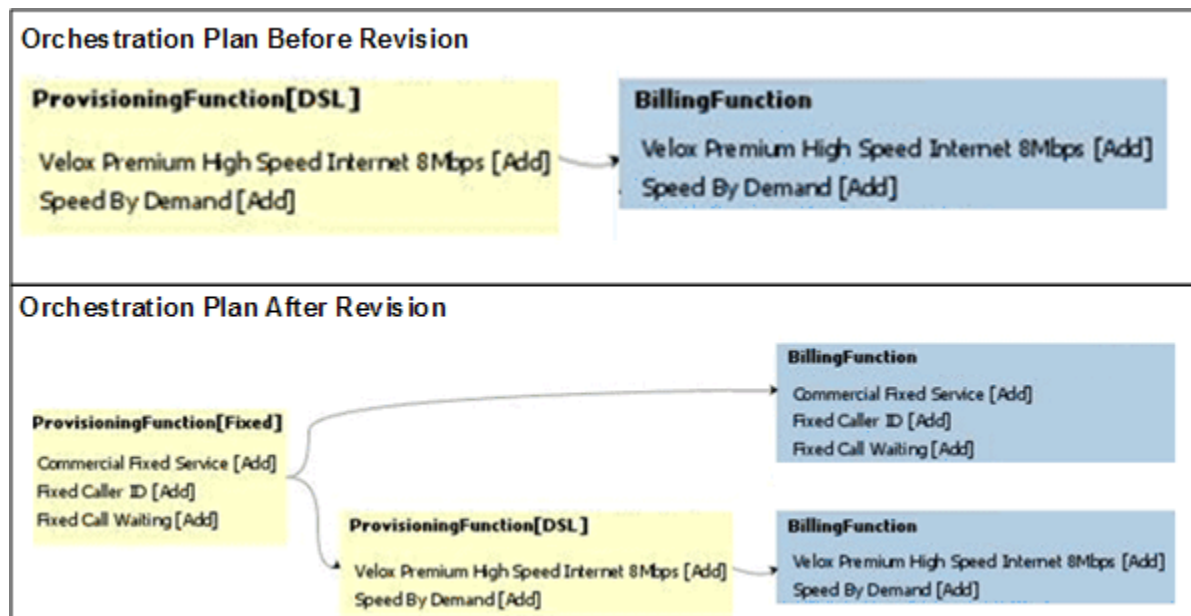 Orchestration Plan Before Revision
ProvisioningFunction[DSL]
Velox Premium High Speed Internet 8Mbps [Add]
Speed By Demand [Add]
BillingFunction
Velox Premium High Speed Internet 8Mbps [Add]
Speed By Demand [Add]
Orchestration Plan After Revision
ProvisioningFunction[Fixed]
Commercial Fixed Service [Add]
Fixed Caller ID [Add]
Fixed Call Waiting [Add]
BillingFunction
Commercial Fixed Service [Add]
Fixed Caller ID [Add]
Fixed Call Waiting [Add]
ProvisioningFunction[DSL]
Velox Premium High Speed Internet 8Mbps [Add]
Speed By Demand [Add]
BillingFunction
Velox Premium High Speed Internet 8Mbps [Add]
Speed By Demand [Add]